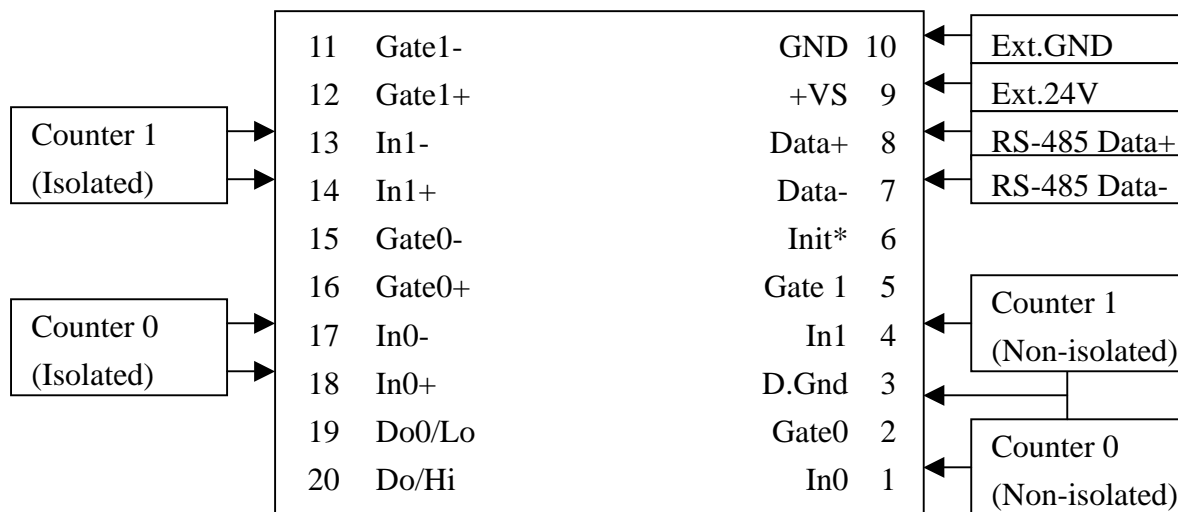 11 Gate1- GND 10 Ext.GND
12 Gate1+ +VS 9 Ext.24V
Counter 1 13 In1- Data+ 8 RS-485 Data+
(Isolated) 14 In1+ Data- 7 RS-485 Data-
15 Gate0- Init* 6
16 Gate0+ Gate 1 5 Counter 1
Counter 0 17 In0- In1 4 (Non-isolated)
(Isolated) 18 In0+ D.Gnd 3
19 Do0/Lo Gate0 2 Counter 0
20 Do/Hi In0 1 (Non-isolated)